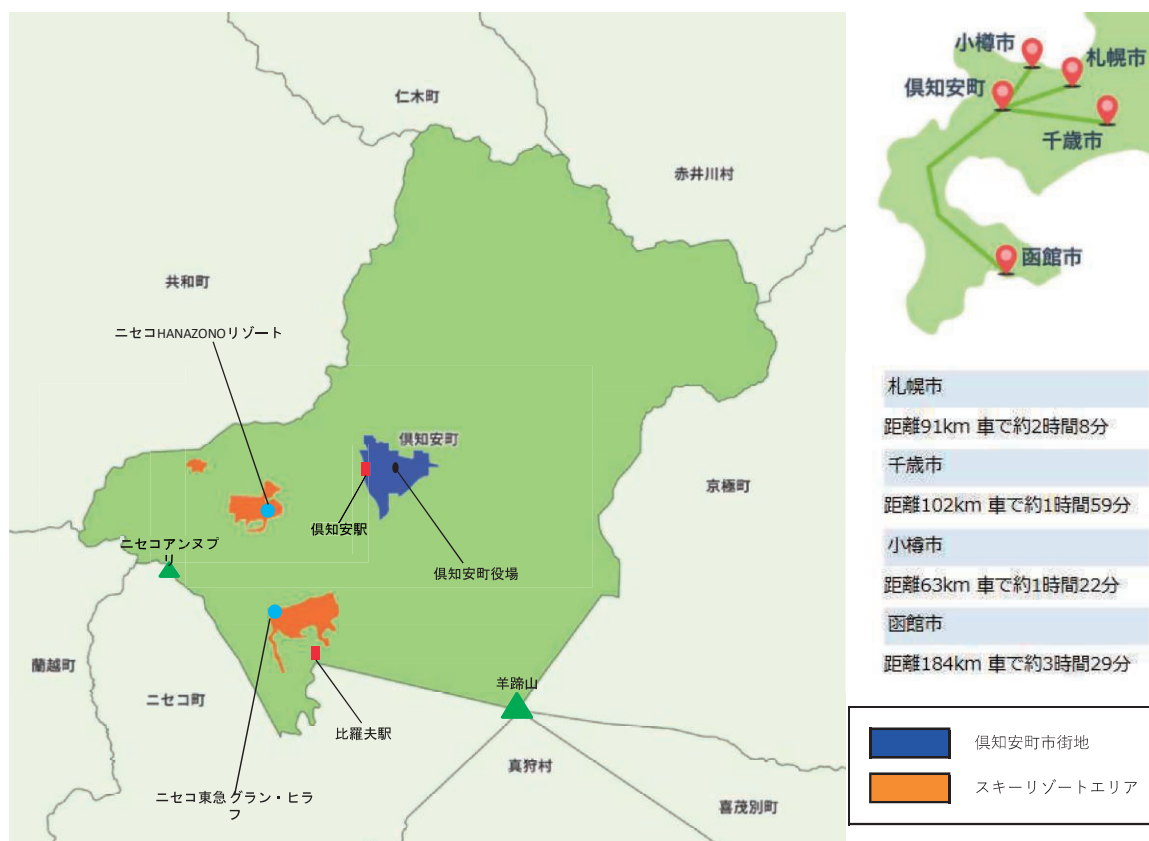 仁木町
赤井川村
共和町
ニセコHANAZONOリゾート
倶知安町
京極町
倶知安駅
ニセコアンヌプ
リ
倶知安町役場
蘭越町
ニセコ町
羊蹄山
比羅夫駅
真狩村
ニセコ東急 グラン・ヒラ
フ
喜茂別町
小樽市
札幌市
倶知安町
千歳市
函館市
札幌市
距離91km 車で約2時間8分
千歳市
距離102km 車で約1時間59分
小樽市
距離63km 車で約1時間22分
函館市
距離184km 車で約3時間29分
倶知安町市街地
スキーリゾートエリア